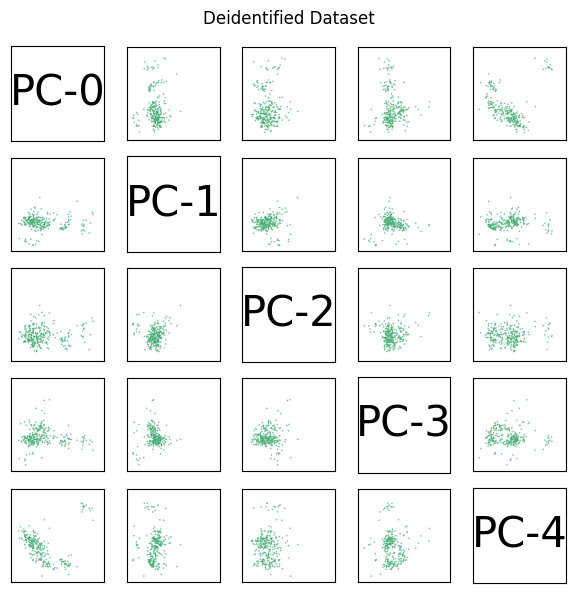 Deidentified Dataset
PC-0
PC-1
PC-2
PC-3
PC-4